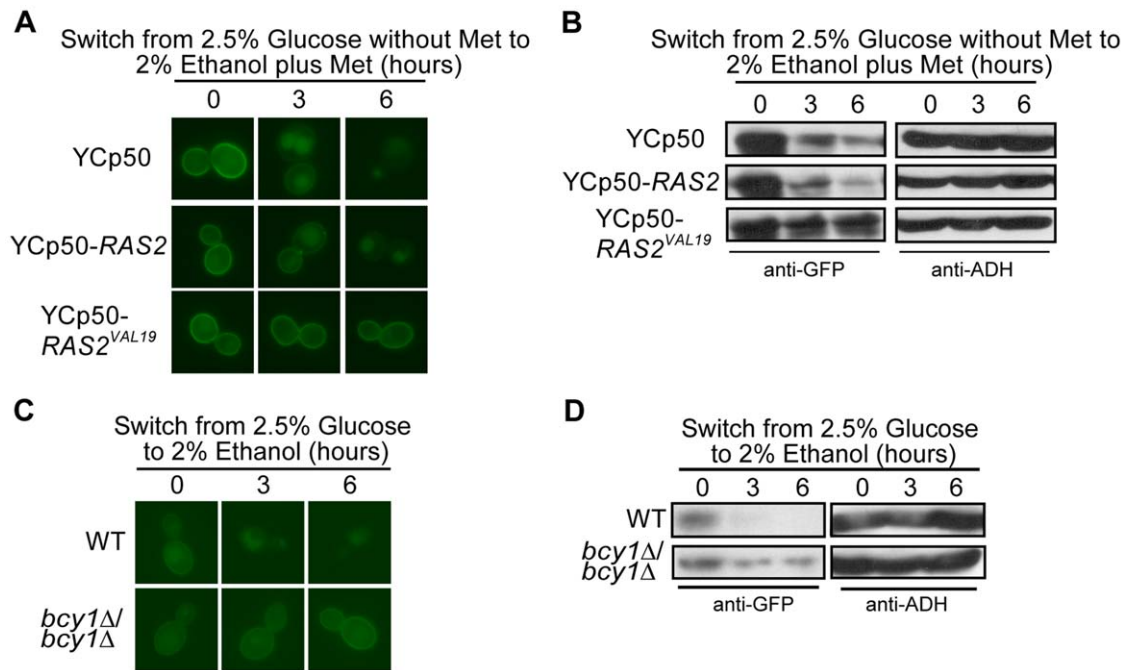 A
Switch from 2.5% Glucose without Met to
2% Ethanol plus Met (hours)
0 3 6
YCp50
YCp50-RAS2
YCp50-
RAS2^VAL19
B
Switch from 2.5% Glucose without Met to
2% Ethanol plus Met (hours)
0 3 6 0 3 6
YCp50
YCp50-RAS2
YCp50-
RAS2^VAL19
anti-GFP anti-ADH
C
Switch from 2.5% Glucose
to 2% Ethanol (hours)
0 3 6
WT
bcy1Δ/
bcy1Δ
D
Switch from 2.5% Glucose
to 2% Ethanol (hours)
0 3 6 0 3 6
WT
bcy1Δ/
bcy1Δ
anti-GFP anti-ADH